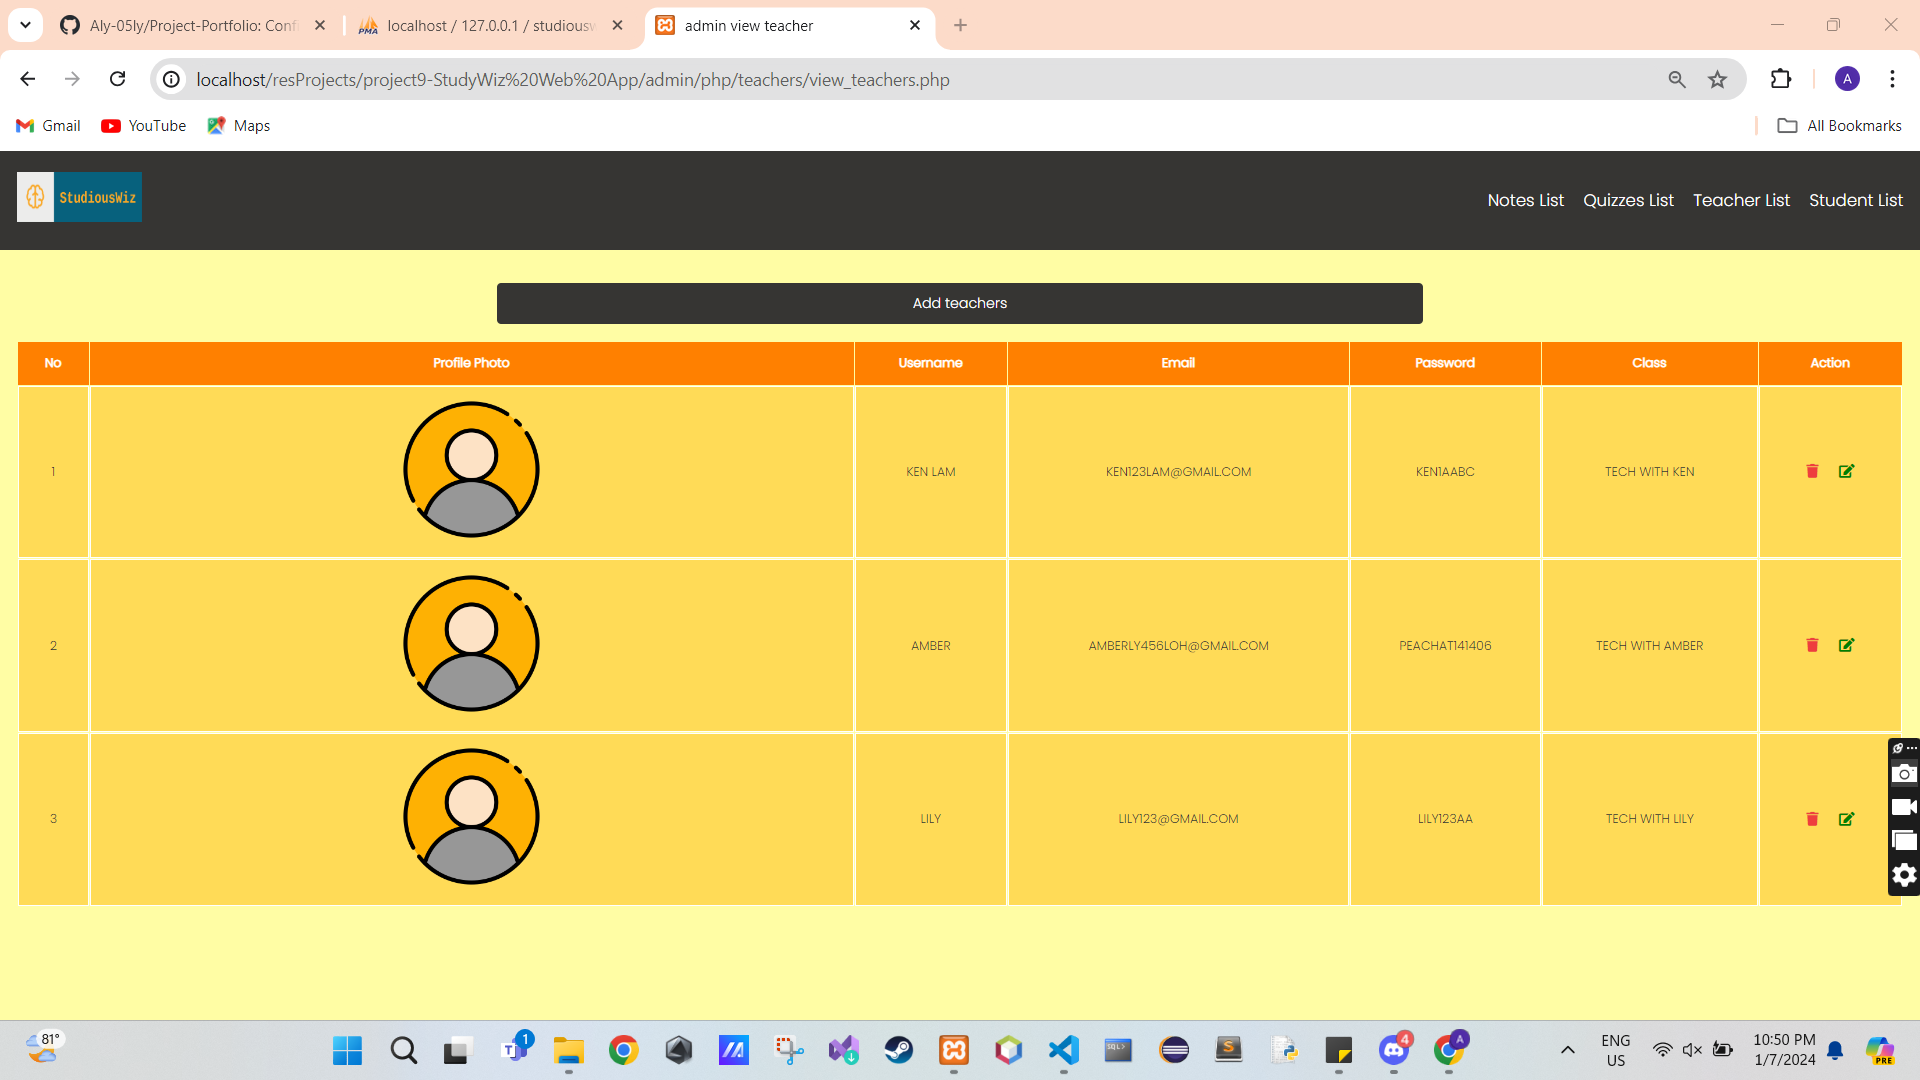 Aly-05ly/Project-Portfolio: Conf
localhost / 127.0.0.1 / studiousw
admin view teacher
localhost/resProjects/project9-StudyWiz%20Web%20App/admin/php/teachers/view_teachers.php
A
Gmail
YouTube
Maps
All Bookmarks
StudiousWiz
Notes List
Quizzes List
Teacher List
Student List
Add teachers
No Profile Photo Username Email Password Class Action
1 KEN LAM KEN123LAM@GMAIL.COM KEN1AABC TECH WITH KEN
2 AMBER AMBERLY456LOH@GMAIL.COM PEACHAT141406 TECH WITH AMBER
3 LILY LILY123@GMAIL.COM LILY123AA TECH WITH LILY
81°
1
4
A
ENG
US
10:50 PM
1/7/2024
PRE